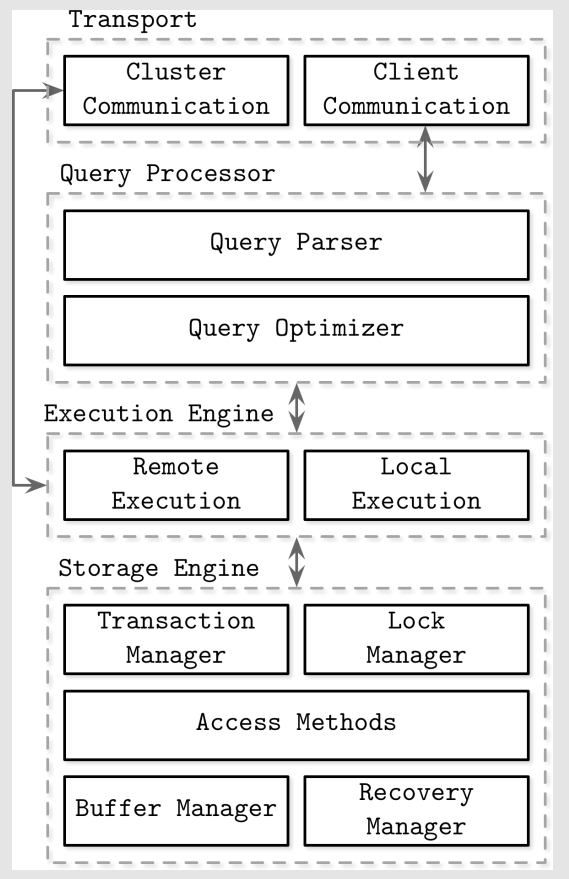 Transport
Cluster
Communication
Client
Communication
Query Processor
Query Parser
Query Optimizer
Execution Engine
Remote
Execution
Local
Execution
Storage Engine
Transaction
Manager
Lock
Manager
Access Methods
Buffer Manager
Recovery
Manager